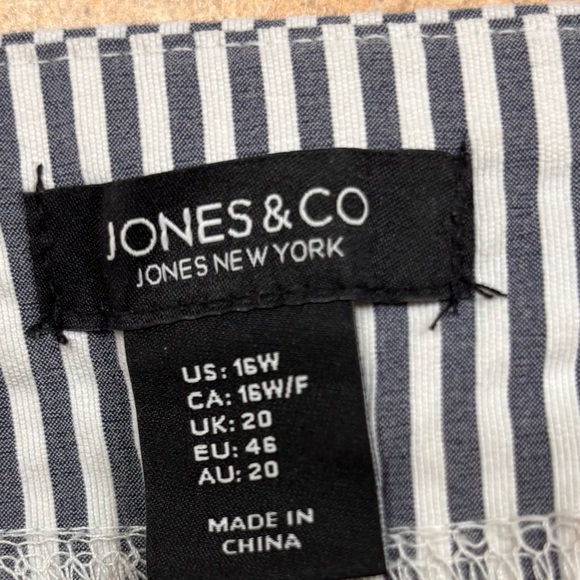 JONES & CO
JONES NEW YORK
US: 16W
CA: 16W/F
UK: 20
EU: 46
AU: 20
MADE IN
CHINA